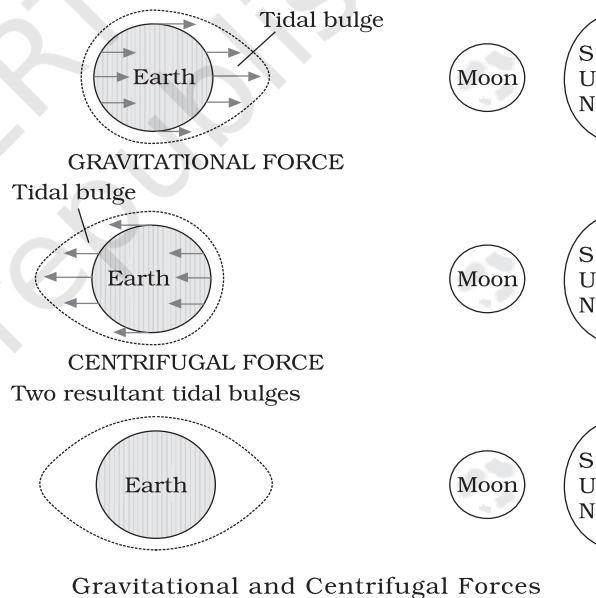 Tidal bulge
Earth
Moon
S
U
N
GRAVITATIONAL FORCE
Tidal bulge
Earth
Moon
S
U
N
CENTRIFUGAL FORCE
Two resultant tidal bulges
Earth
Moon
S
U
N
Gravitational and Centrifugal Forces